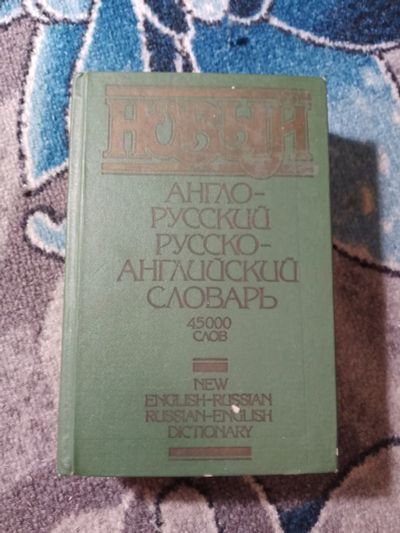 НОВЫЙ
АНГЛО-
РУССКИЙ
РУССКО-
АНГЛИЙСКИЙ
СЛОВАРЬ
45000
СЛОВ
NEW
ENGLISH-RUSSIAN
RUSSIAN-ENGLISH
DICTIONARY